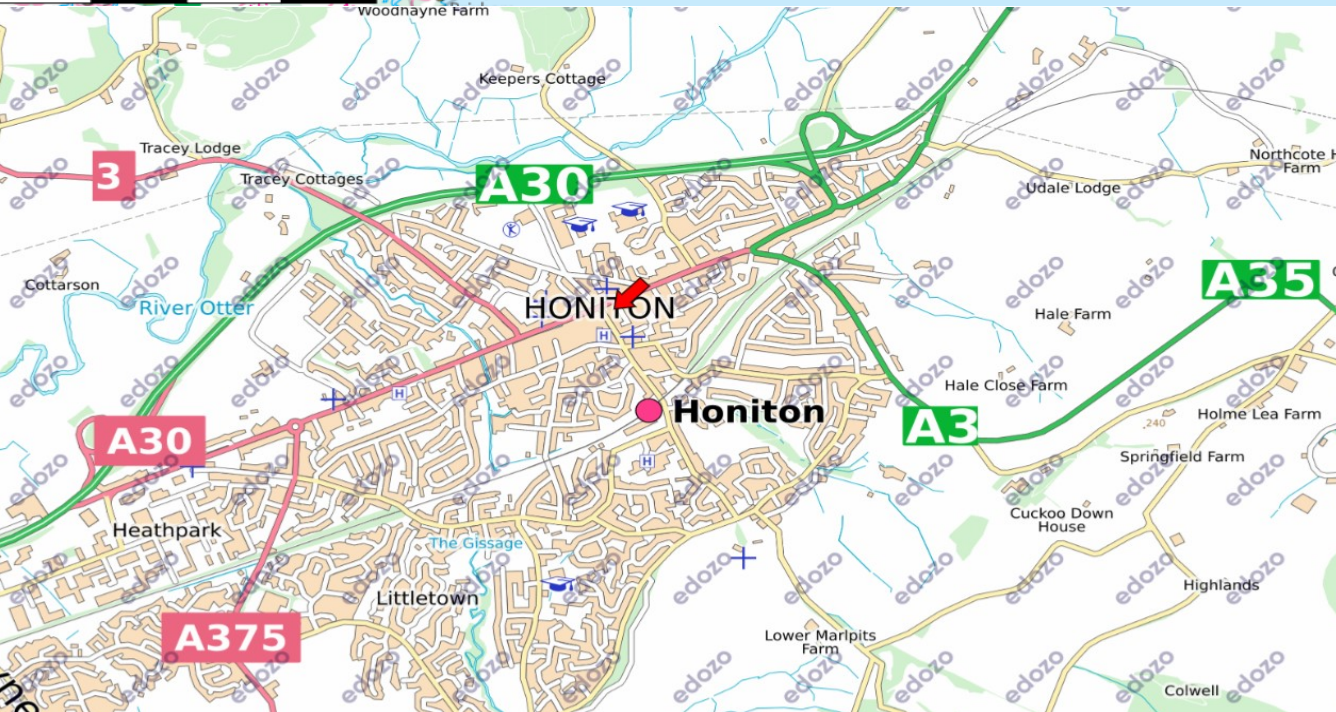 Woodhayne Farm
Keepers Cottage
Tracey Lodge
3
Tracey Cottages
A30
Northcote H
Farm
Udale Lodge
Cottarson
River Otter
HONITON
A35
Hale Farm
Hale Close Farm
Honiton
A3
240
Holme Lea Farm
A30
Springfield Farm
Heathpark
The Gissage
Cuckoo Down
House
Littletown
Highlands
A375
Lower Marlpits
Farm
Colwell
H
H
H
edozo